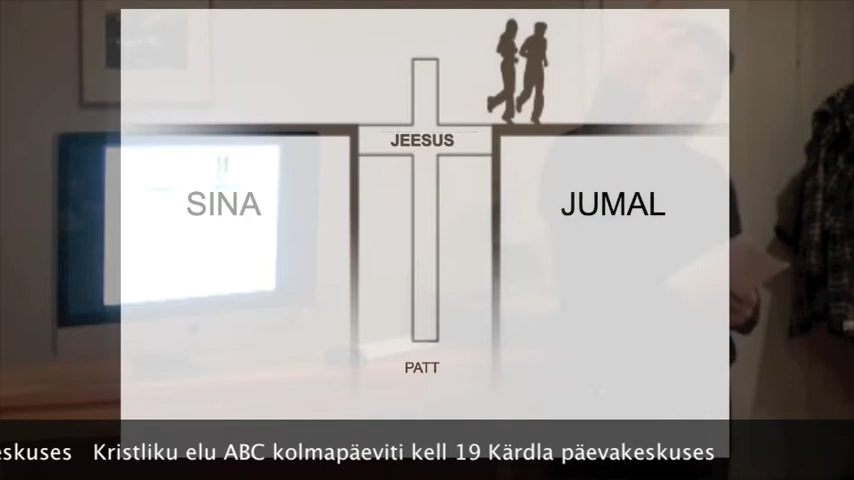 JEESUS
SINA
JUMAL
PATT
eskuses Kristliku elu ABC kolmapäeviti kell 19 Kärdla päevakeskuses